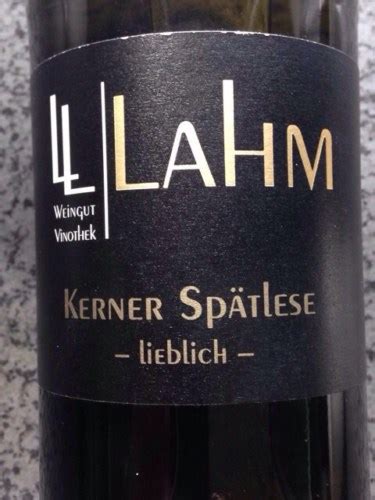 LL
LAHM
WEINGUT
VINOTHEK
KERNER SPÄTLESE
– LIEBLICH –